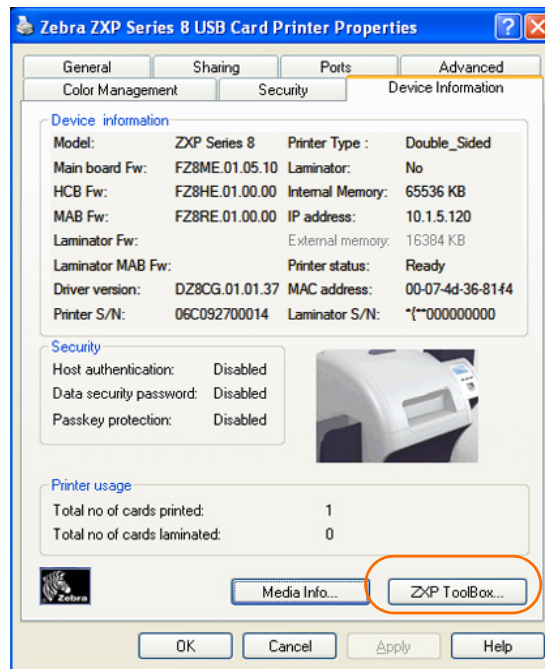 Zebra ZXP Series 8 USB Card Printer Properties
General Sharing Ports Advanced
Color Management Security Device Information
Device information
Model: ZXP Series 8 Printer Type : Double_Sided
Main board Fw: FZ8ME.01.05.10 Laminator: No
HCB Fw: FZ8HE.01.00.00 Internal Memory: 65536 KB
MAB Fw: FZ8RE.01.00.00 IP address: 10.1.5.120
Laminator Fw: External memory: 16384 KB
Laminator MAB Fw: Printer status: Ready
Driver version: DZ8CG.01.01.37 MAC address: 00-07-4d-36-81-f4
Printer S/N: 06C092700014 Laminator S/N: *{**000000000
Security
Host authentication: Disabled
Data security password: Disabled
Passkey protection: Disabled
Printer usage
Total no of cards printed: 1
Total no of cards laminated: 0
Zebra
Media Info... ZXP ToolBox...
OK Cancel Apply Help